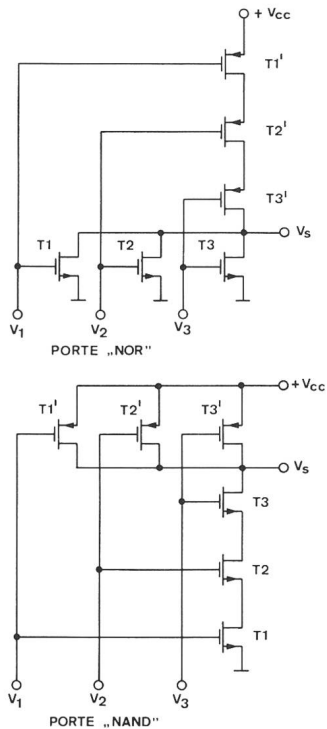 + Vcc
T1'
T2'
T3'
Vs
T1 T2 T3
V1 V2 V3
PORTE „NOR"
+Vcc
T1' T2' T3'
Vs
T3
T2
T1
V1 V2 V3
PORTE „NAND"